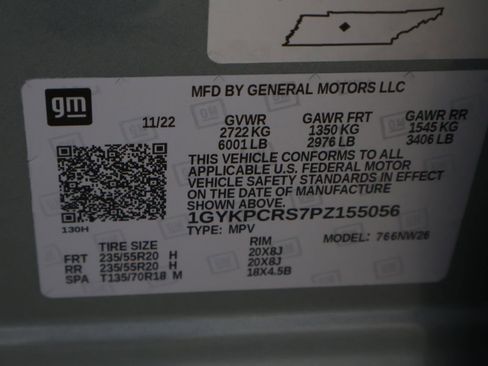 MFD BY GENERAL MOTORS LLC
gm
11/22 GVWR GAWR FRT GAWR RR
2722 KG 1350 KG 1545 KG
6001 LB 2976 LB 3406 LB
THIS VEHICLE CONFORMS TO ALL
APPLICABLE U.S. FEDERAL MOTOR
VEHICLE SAFETY STANDARDS IN EFFECT
ON THE DATE OF MANUFACTURE
SHOWN ABOVE.
1GYKPCRS7PZ155056
130H
TYPE: MPV MODEL: 766NW26
TIRE SIZE RIM
FRT 235/55R20 H 20X8J
RR 235/55R20 H 20X8J
SPA T135/70R18 M 18X4.5B